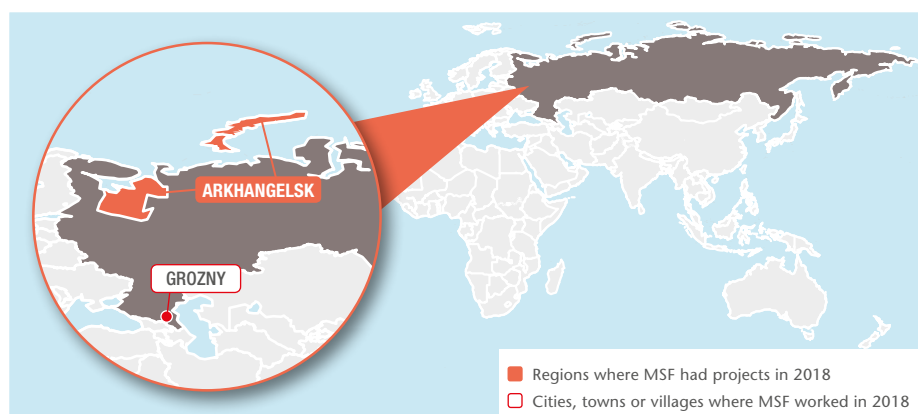 ARKHANGELSK
GROZNY
Regions where MSF had projects in 2018
Cities, towns or villages where MSF worked in 2018